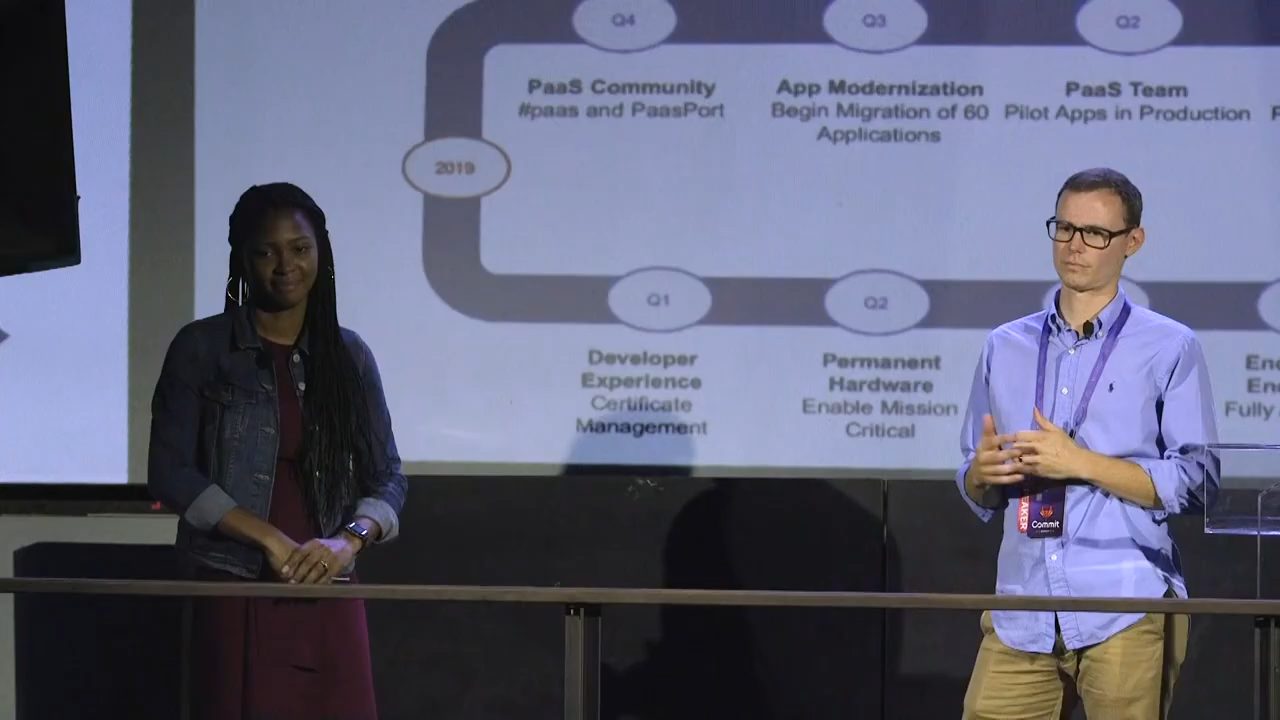 Q4
Q3
Q2
PaaS Community
#paas and PaasPort
App Modernization
Begin Migration of 60
Applications
PaaS Team
Pilot Apps in Production
2019
Q1
Q2
Developer
Experience
Certificate
Management
Permanent
Hardware
Enable Mission
Critical
Fully
Commit